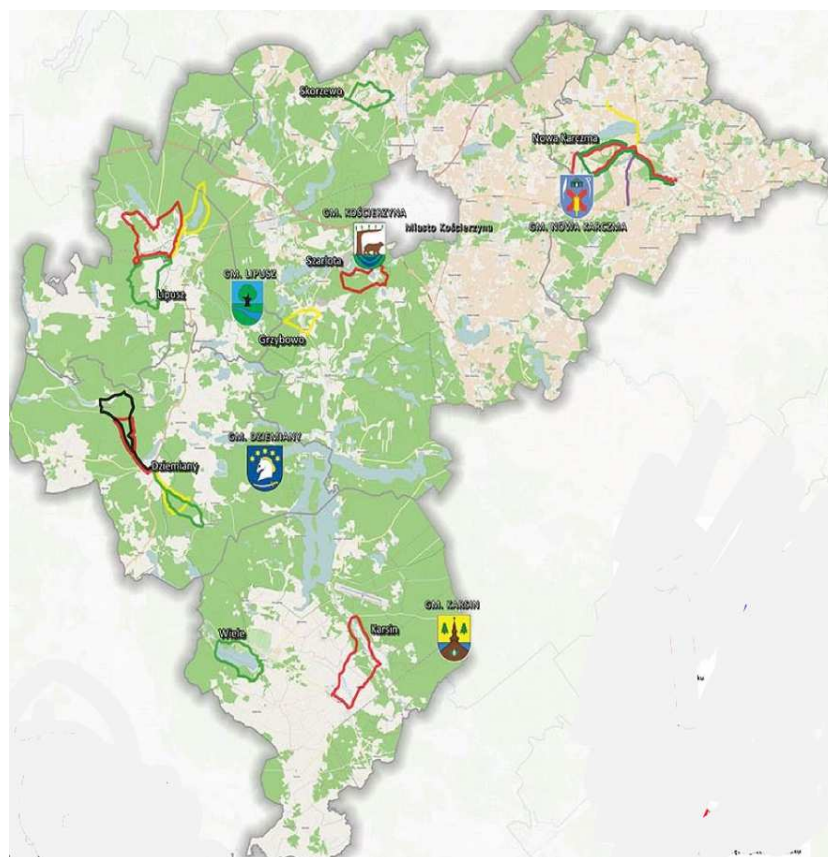 Skorzewo
Nowa Karczma
GM. KOŚCIERZYNA
Miasto Kościerzyna
GM. NOWA KARCZMA
Szarlota
GM. LIPUSZ
Lipusz
Grzybowo
GM. DZIEMIANY
Dziemiany
GM. KARSIN
Wiele
Karsin